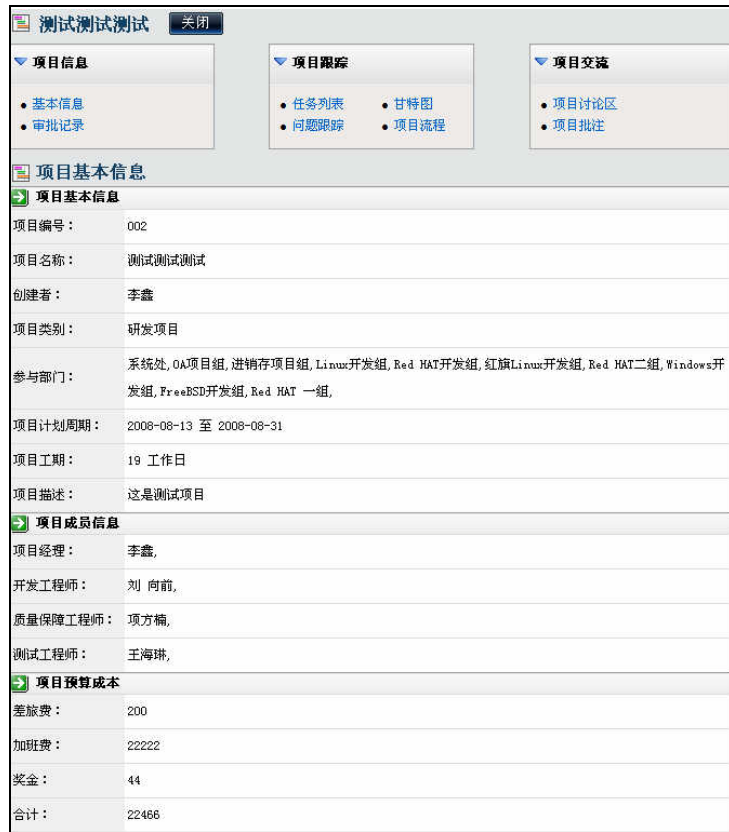 测试测试测试 关闭
项目信息 项目跟踪 项目交流
基本信息 任务列表 甘特图 项目讨论区
审批记录 问题跟踪 项目流程 项目批注
项目基本信息
项目基本信息
项目编号： 002
项目名称： 测试测试测试
创建者： 李鑫
项目类别： 研发项目
参与部门： 系统处,OA项目组,进销存项目组,Linux开发组,Red HAT开发组,红旗Linux开发组,Red HAT二组,Windows开
发组,FreeBSD开发组,Red HAT 一组,
项目计划周期： 2008-08-13 至 2008-08-31
项目工期： 19 工作日
项目描述： 这是测试项目
项目成员信息
项目经理： 李鑫,
开发工程师： 刘 向前,
质量保障工程师： 项方楠,
测试工程师： 王海琳,
项目预算成本
差旅费： 200
加班费： 22222
奖金： 44
合计： 22466